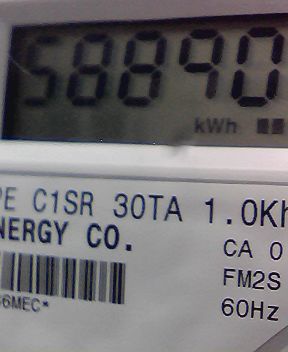 58890
kWh
PE C1SR 30TA 1.0Kh
NERGY CO.
CA 0
FM2S
60Hz
6MEC*